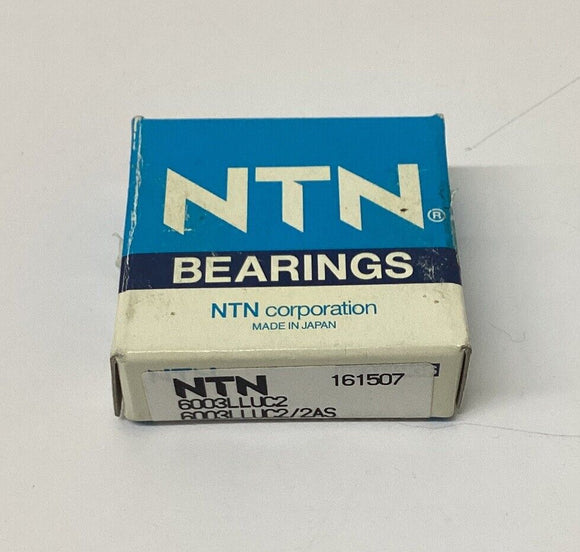 NTN®
BEARINGS
NTN corporation
MADE IN JAPAN
NTN 161507
6003LLUC2
6003LLUC2/2AS